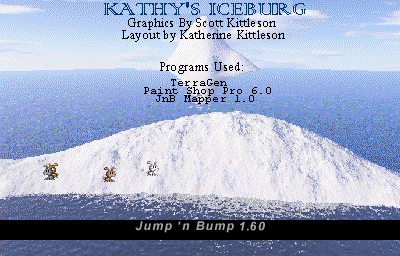 KATHY'S ICEBURG
Graphics By Scott Kittleson
Layout by Katherine Kittleson
Programs Used:
TerraGen
Paint Shop Pro 6.0
JnB Mapper 1.0
Jump 'n Bump 1.60